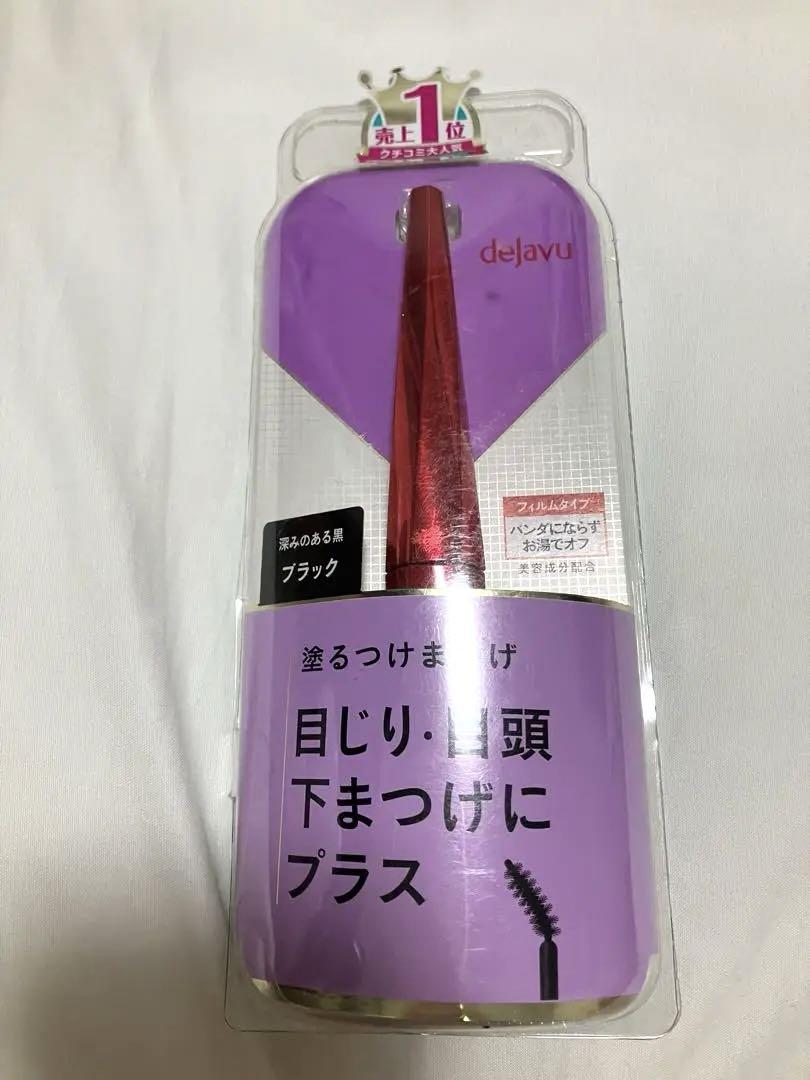 売上1位
クチコミ大人気
dejavu
フィルムタイプ
パンダにならず
お湯でオフ
美容成分配合
深みのある黒
ブラック
塗るつけまつげ
目じり・目頭
下まつげに
プラス